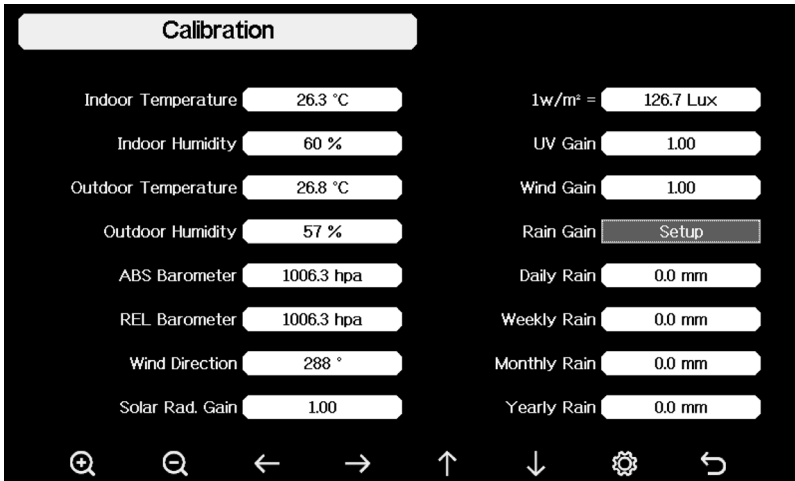 Calibration
Indoor Temperature 26.3 °C
Indoor Humidity 60 %
Outdoor Temperature 26.8 °C
Outdoor Humidity 57 %
ABS Barometer 1006.3 hpa
REL Barometer 1006.3 hpa
Wind Direction 288 °
Solar Rad. Gain 1.00
1w/m² = 126.7 Lux
UV Gain 1.00
Wind Gain 1.00
Rain Gain Setup
Daily Rain 0.0 mm
Weekly Rain 0.0 mm
Monthly Rain 0.0 mm
Yearly Rain 0.0 mm